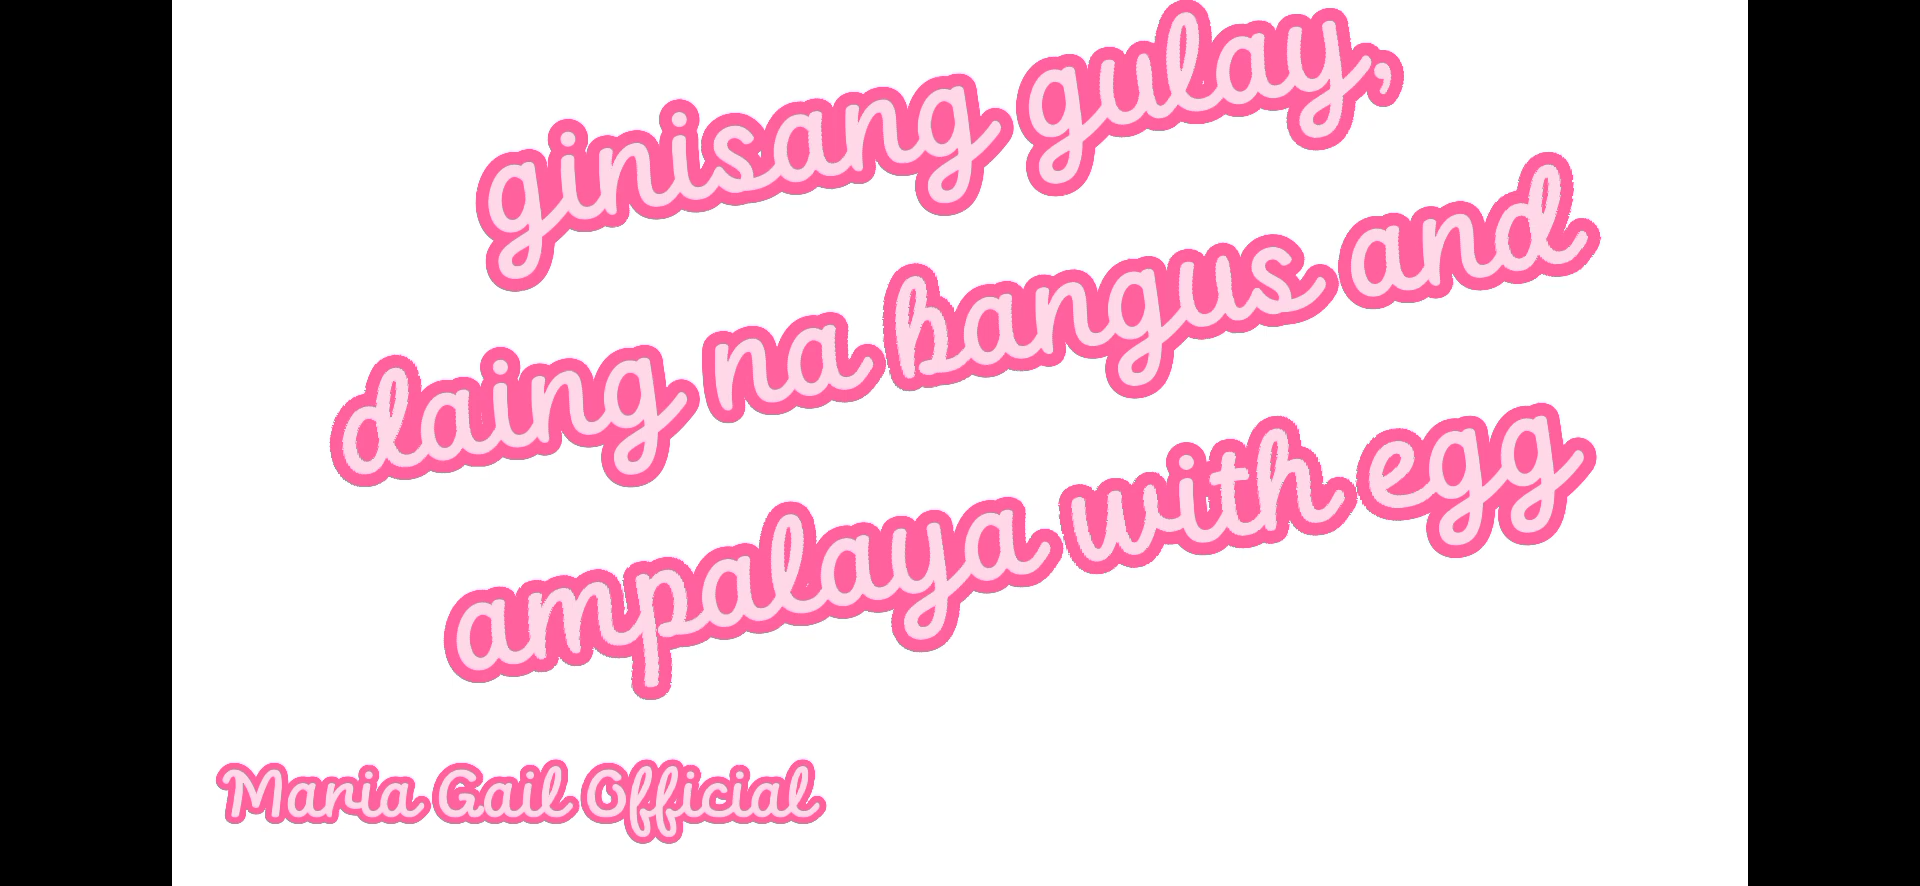 ginisang gulay,
daing na bangus and
ampalaya with egg
Maria Gail Official